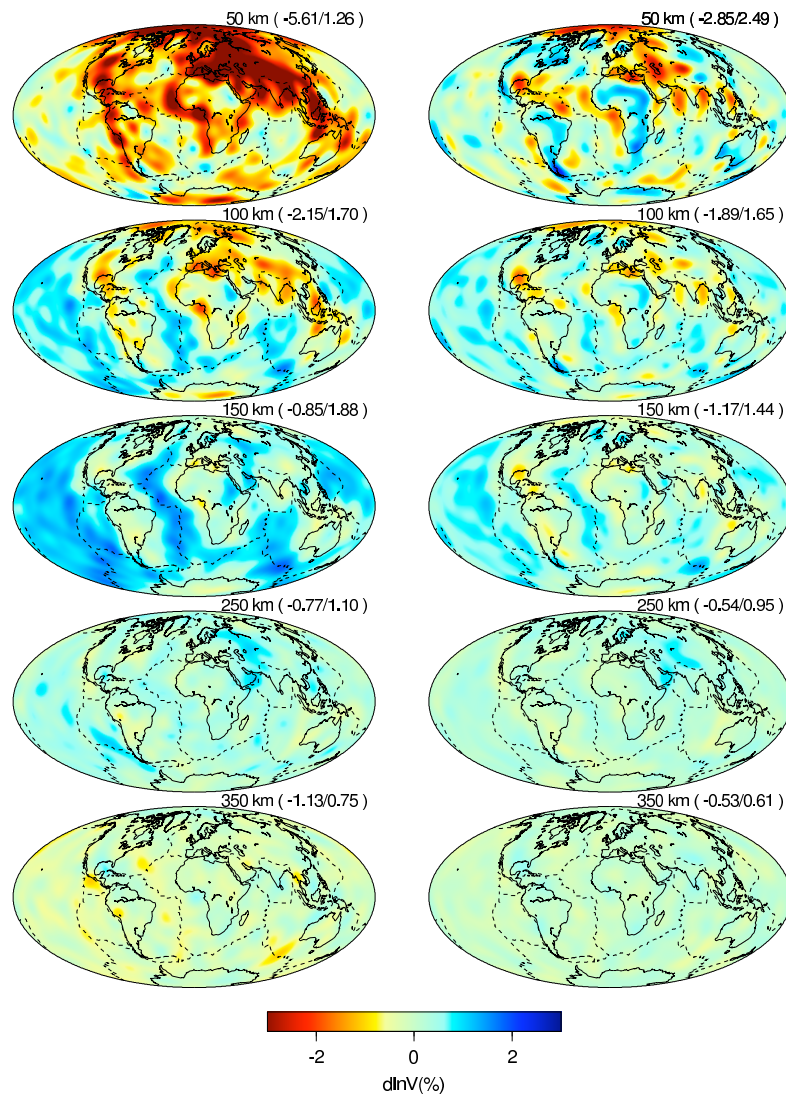 50 km ( -5.61/1.26 )
50 km ( -2.85/2.49 )
100 km ( -2.15/1.70 )
100 km ( -1.89/1.65 )
150 km ( -0.85/1.88 )
150 km ( -1.17/1.44 )
250 km ( -0.77/1.10 )
250 km ( -0.54/0.95 )
350 km ( -1.13/0.75 )
350 km ( -0.53/0.61 )
-2 0 2
dlnV(%)